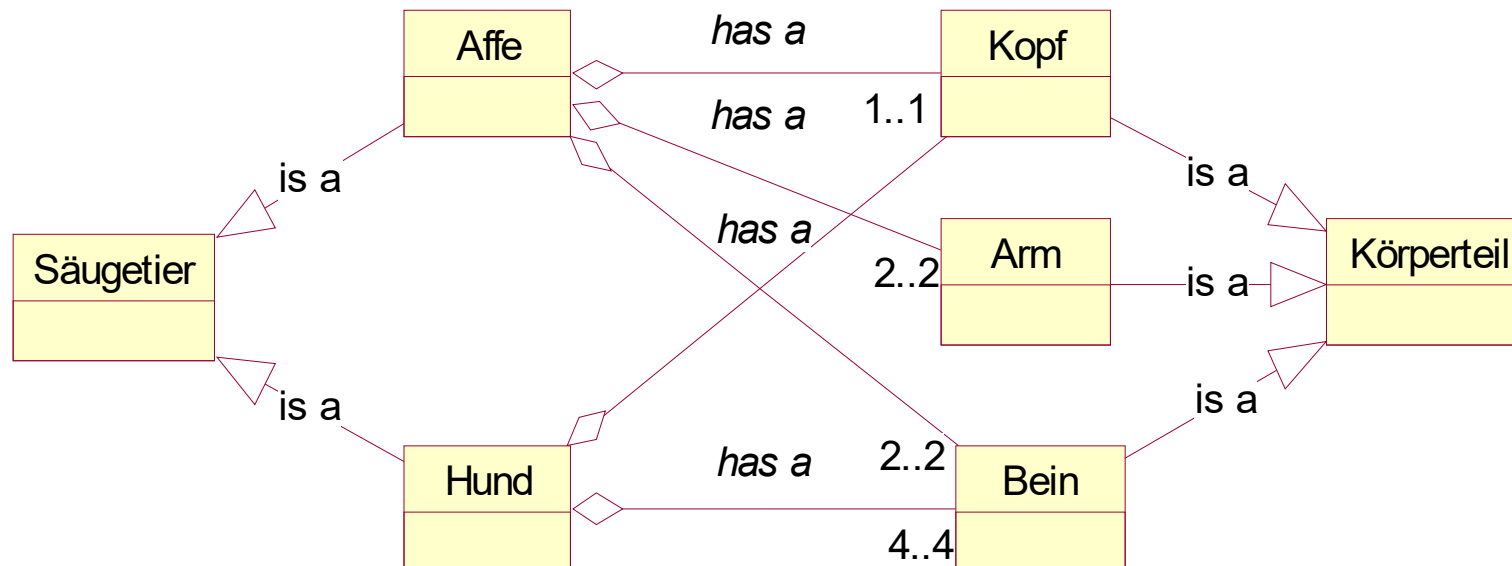 Affe
has a
Kopf
1..1
has a
is a
is a
has a
Säugetier
2..2
Arm
is a
Körperteil
is a
is a
Hund
has a
2..2
Bein
4..4